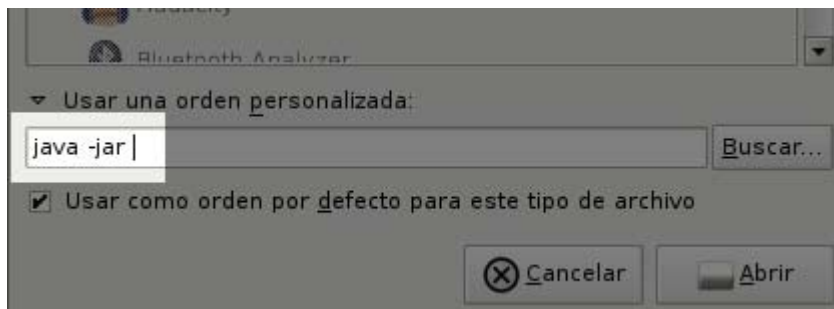 Audacity
Bluetooth Analyzer
Usar una orden personalizada:
java -jar
Buscar...
Usar como orden por defecto para este tipo de archivo
Cancelar
Abrir